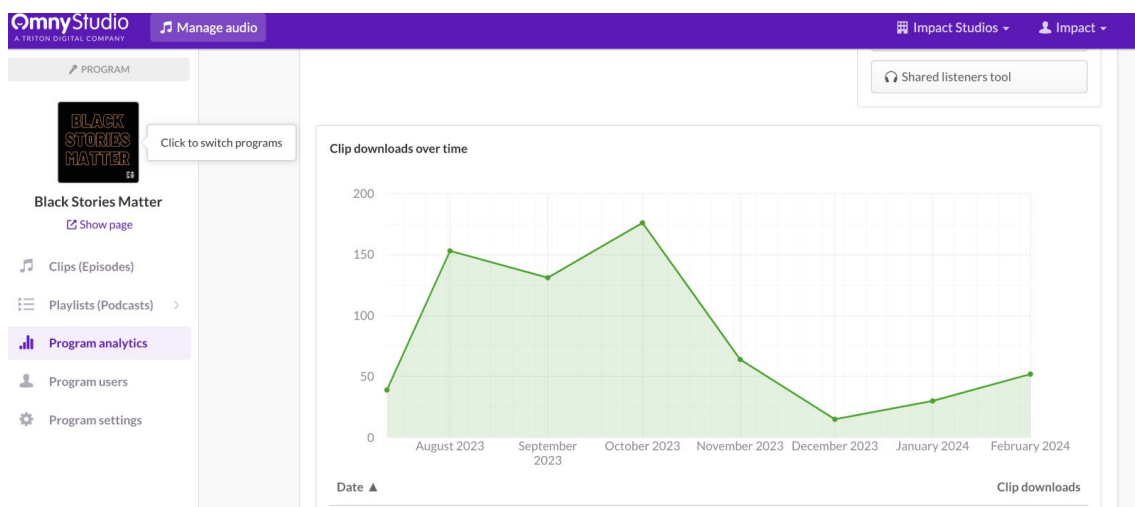 OmnyStudio
A TRITON DIGITAL COMPANY
Manage audio
Impact Studios
Impact
PROGRAM
BLACK
STORIES
MATTER
Click to switch programs
Black Stories Matter
Show page
Clips (Episodes)
Playlists (Podcasts)
Program analytics
Program users
Program settings
Shared listeners tool
Clip downloads over time
200
150
100
50
0
August 2023
September
2023
October 2023
November 2023
December 2023
January 2024
February 2024
Date ▲
Clip downloads